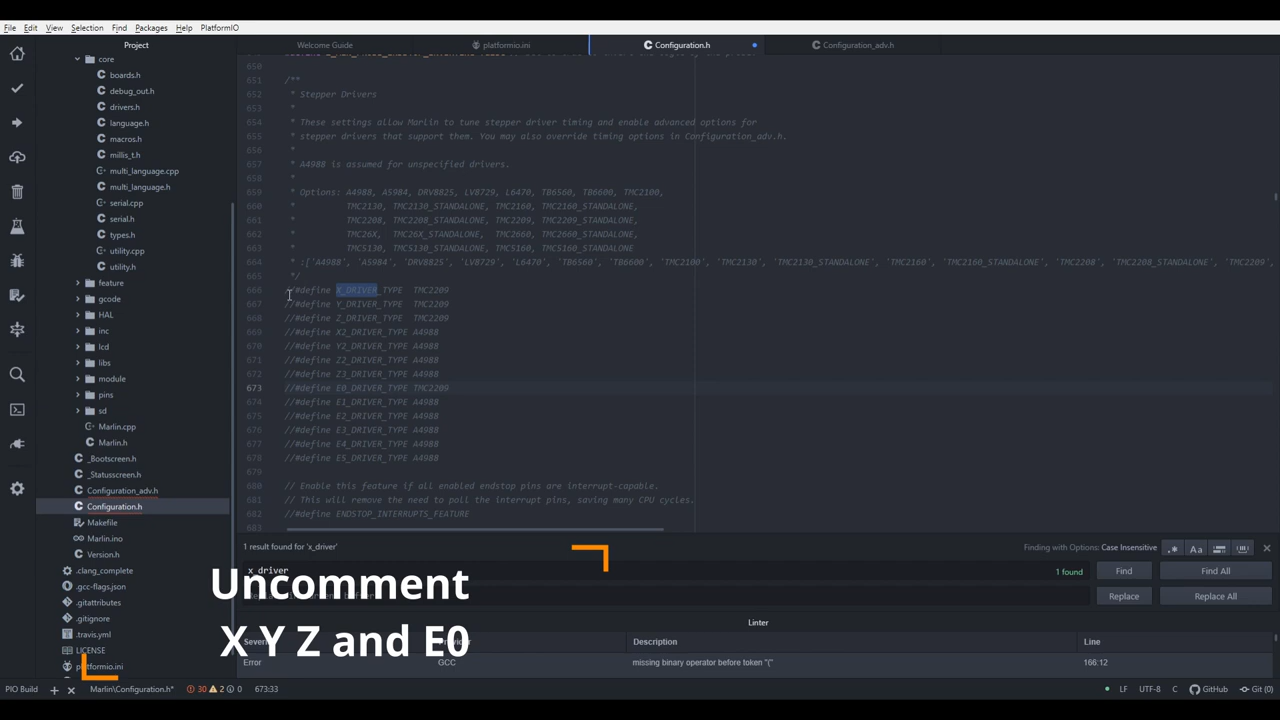 File Edit View Selection Find Packages Help PlatformIO
Project
Welcome Guide
platformio.ini
Configuration.h
Configuration_adv.h
core
boards.h
debug_out.h
drivers.h
language.h
macros.h
millis_t.h
multi_language.cpp
multi_language.h
serial.cpp
serial.h
types.h
utility.cpp
utility.h
feature
gcode
HAL
inc
lcd
libs
module
pins
sd
Marlin.cpp
Marlin.h
_Bootscreen.h
_Statusscreen.h
Configuration_adv.h
Configuration.h
Makefile
Marlin.ino
Version.h
.clang_complete
.gcc-flags.json
.gitattributes
.gitignore
.travis.yml
LICENSE
platformio.ini
650
651 /**
652 * Stepper Drivers
653 *
654 * These settings allow Marlin to tune stepper driver timing and enable advanced options for
655 * stepper drivers that support them. You may also override timing options in Configuration_adv.h.
656 *
657 * A4988 is assumed for unspecified drivers.
658 *
659 * Options: A4988, A5984, DRV8825, LV8729, L6470, TB6560, TB6600, TMC2100,
660 * TMC2130, TMC2130_STANDALONE, TMC2160, TMC2160_STANDALONE,
661 * TMC2208, TMC2208_STANDALONE, TMC2209, TMC2209_STANDALONE,
662 * TMC26X, TMC26X_STANDALONE, TMC2660, TMC2660_STANDALONE,
663 * TMC5130, TMC5130_STANDALONE, TMC5160, TMC5160_STANDALONE
664 * :['A4988', 'A5984', 'DRV8825', 'LV8729', 'L6470', 'TB6560', 'TB6600', 'TMC2100', 'TMC2130', 'TMC2130_STANDALONE', 'TMC2160', 'TMC2160_STANDALONE', 'TMC2208', 'TMC2208_STANDALONE', 'TMC2209',
665 */
666 //#define X_DRIVER_TYPE TMC2209
667 //#define Y_DRIVER_TYPE TMC2209
668 //#define Z_DRIVER_TYPE TMC2209
669 //#define X2_DRIVER_TYPE A4988
670 //#define Y2_DRIVER_TYPE A4988
671 //#define Z2_DRIVER_TYPE A4988
672 //#define Z3_DRIVER_TYPE A4988
673 //#define E0_DRIVER_TYPE TMC2209
674 //#define E1_DRIVER_TYPE A4988
675 //#define E2_DRIVER_TYPE A4988
676 //#define E3_DRIVER_TYPE A4988
677 //#define E4_DRIVER_TYPE A4988
678 //#define E5_DRIVER_TYPE A4988
679
680 // Enable this feature if all enabled endstop pins are interrupt-capable.
681 // This will remove the need to poll the interrupt pins, saving many CPU cycles.
682 //#define ENDSTOP_INTERRUPTS_FEATURE
683
1 result found for 'x_driver'
Finding with Options: Case Insensitive
.* Aa
x_driver
1 found
Find
Find All
Replace
Replace All
Uncomment
X Y Z and E0
Linter
Description
Line
Error GCC missing binary operator before token "(" 166:12
PIO Build + × Marlin\Configuration.h* 30 2 0 673:33
LF UTF-8 C GitHub Git (0)